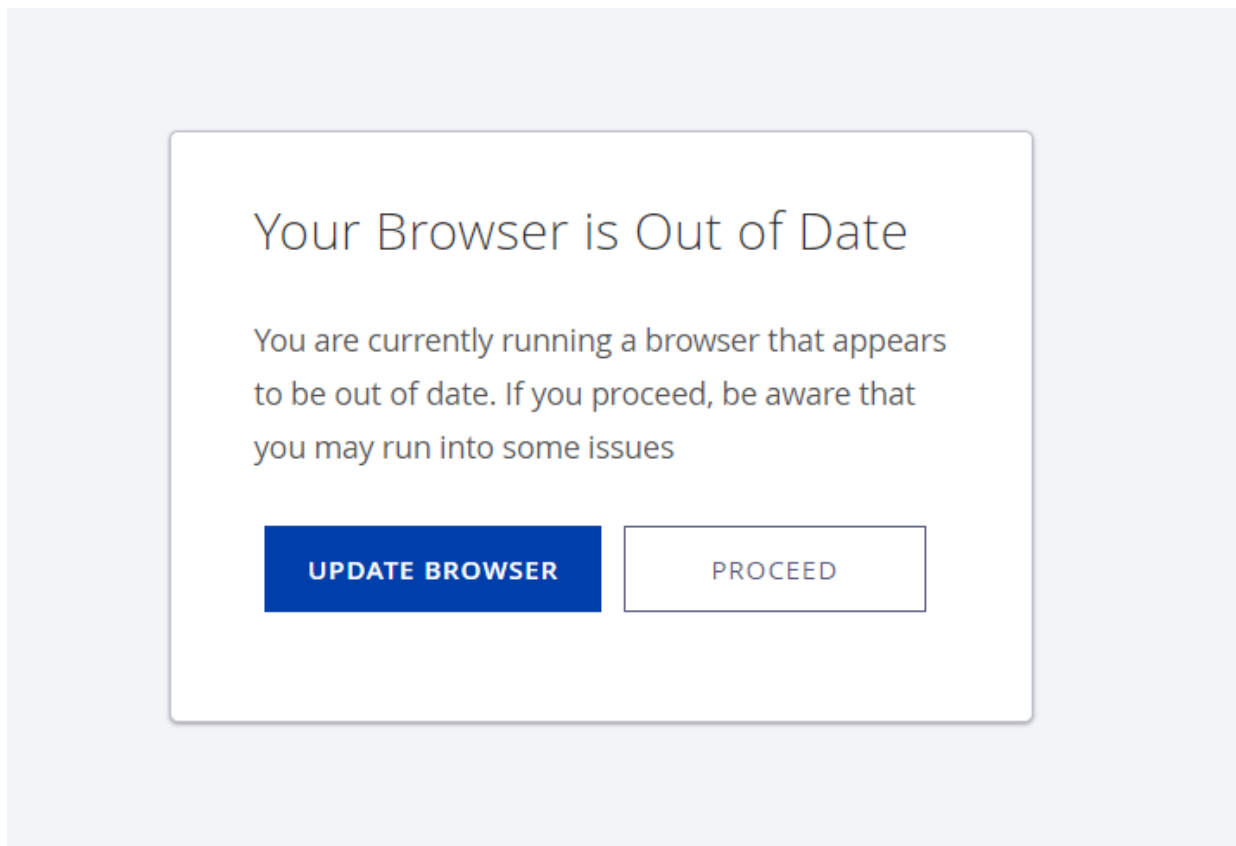 Your Browser is Out of Date
You are currently running a browser that appears
to be out of date. If you proceed, be aware that
you may run into some issues
UPDATE BROWSER
PROCEED